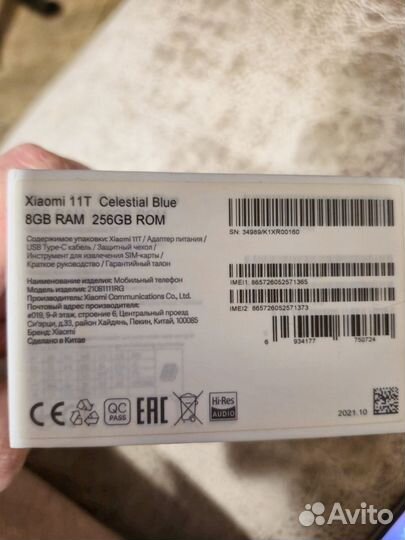 Xiaomi 11T Celestial Blue
8GB RAM 256GB ROM
Содержимое упаковки: Xiaomi 11T / Адаптер питания /
USB Type-C кабель / Защитный чехол /
Инструмент для извлечения SIM-карты /
Краткое руководство / Гарантийный талон
Наименование изделия: Мобильный телефон
Модель изделия: 21081111RG
Производитель: Xiaomi Communications Co., Ltd.
Почтовый адрес производителя:
#019, 9-й этаж, строение 6, Центральный проезд
Сиэрци, д.33, район Хайдянь, Пекин, Китай, 100085
Бренд: Xiaomi
Сделано в Китае
SN: 34989/K1XR00160
IMEI1: 865726052571365
IMEI2: 865726052571373
6 934177 750724
CE
QC
PASS
EAC
Hi-Res
AUDIO
2021.10
Avito